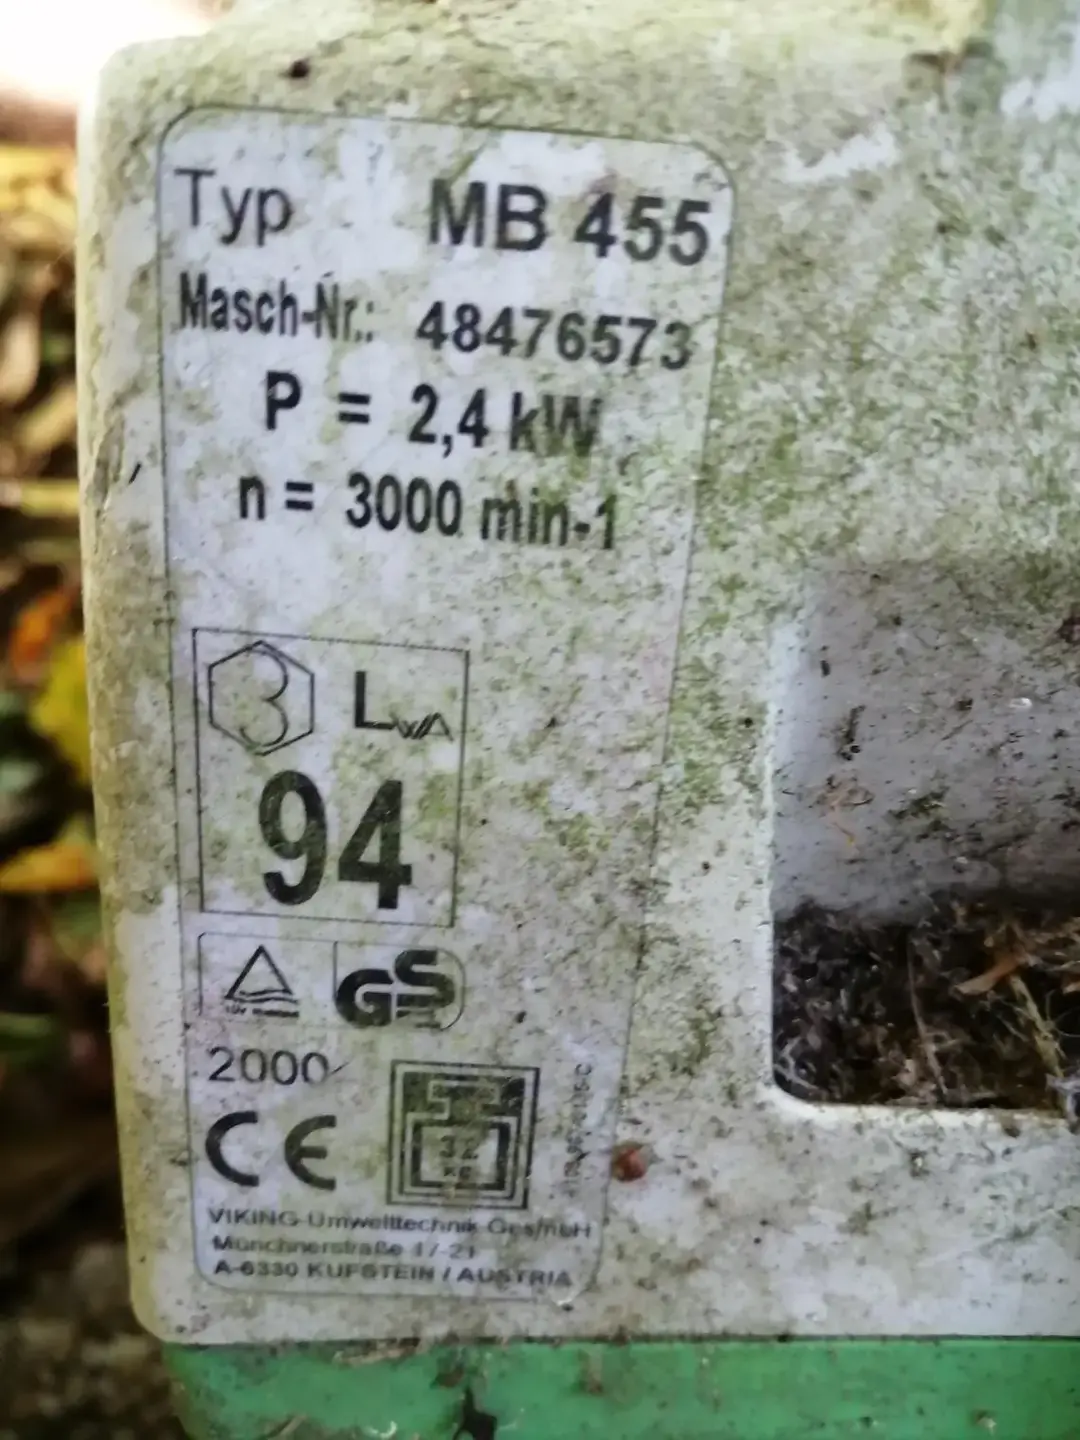 Typ MB 455
Masch-Nr.: 48476573
P = 2,4 kW
n = 3000 min-1
3 LWA
94
GS
2000
CE
KG
VIKING-Umwelttechnik GesmbH
Münchnerstraße 17-21
A-6330 KUFSTEIN / AUSTRIA